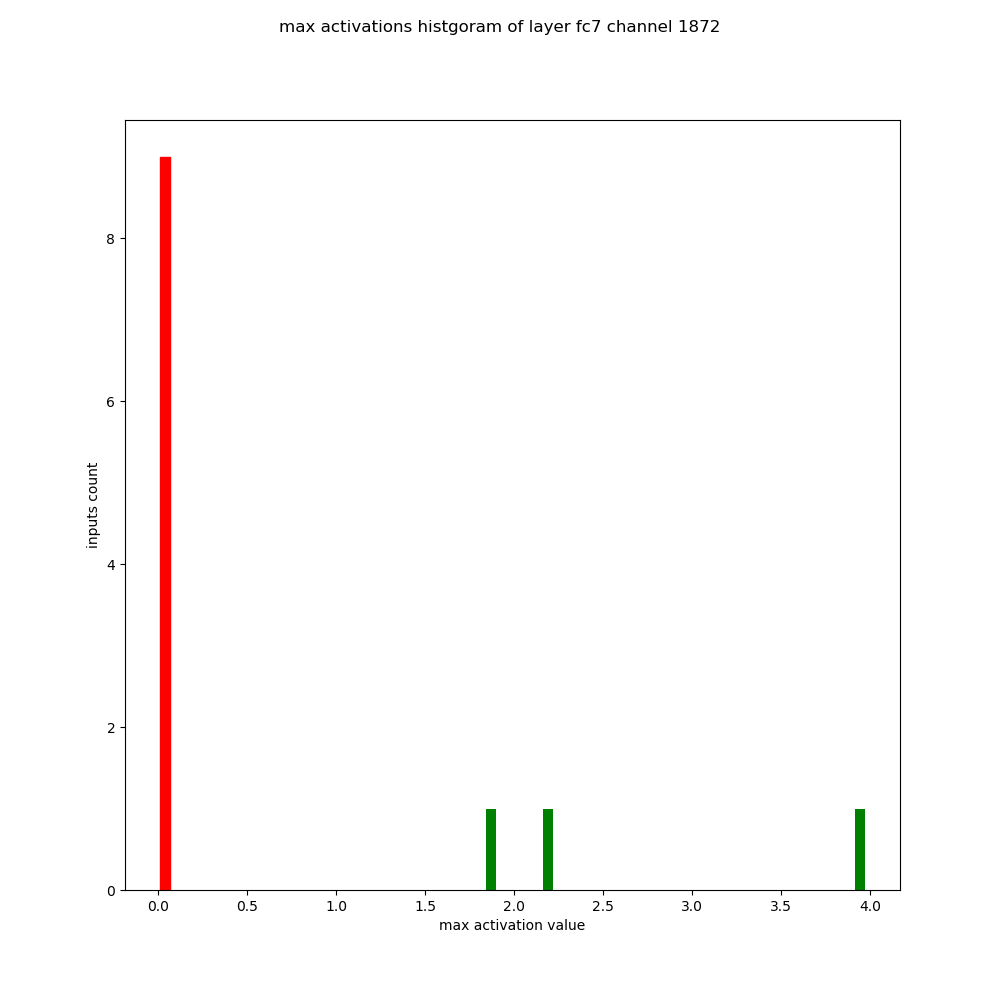 max activations histgoram of layer fc7 channel 1872
8
6
4
2
0
inputs count
0.0 0.5 1.0 1.5 2.0 2.5 3.0 3.5 4.0
max activation value